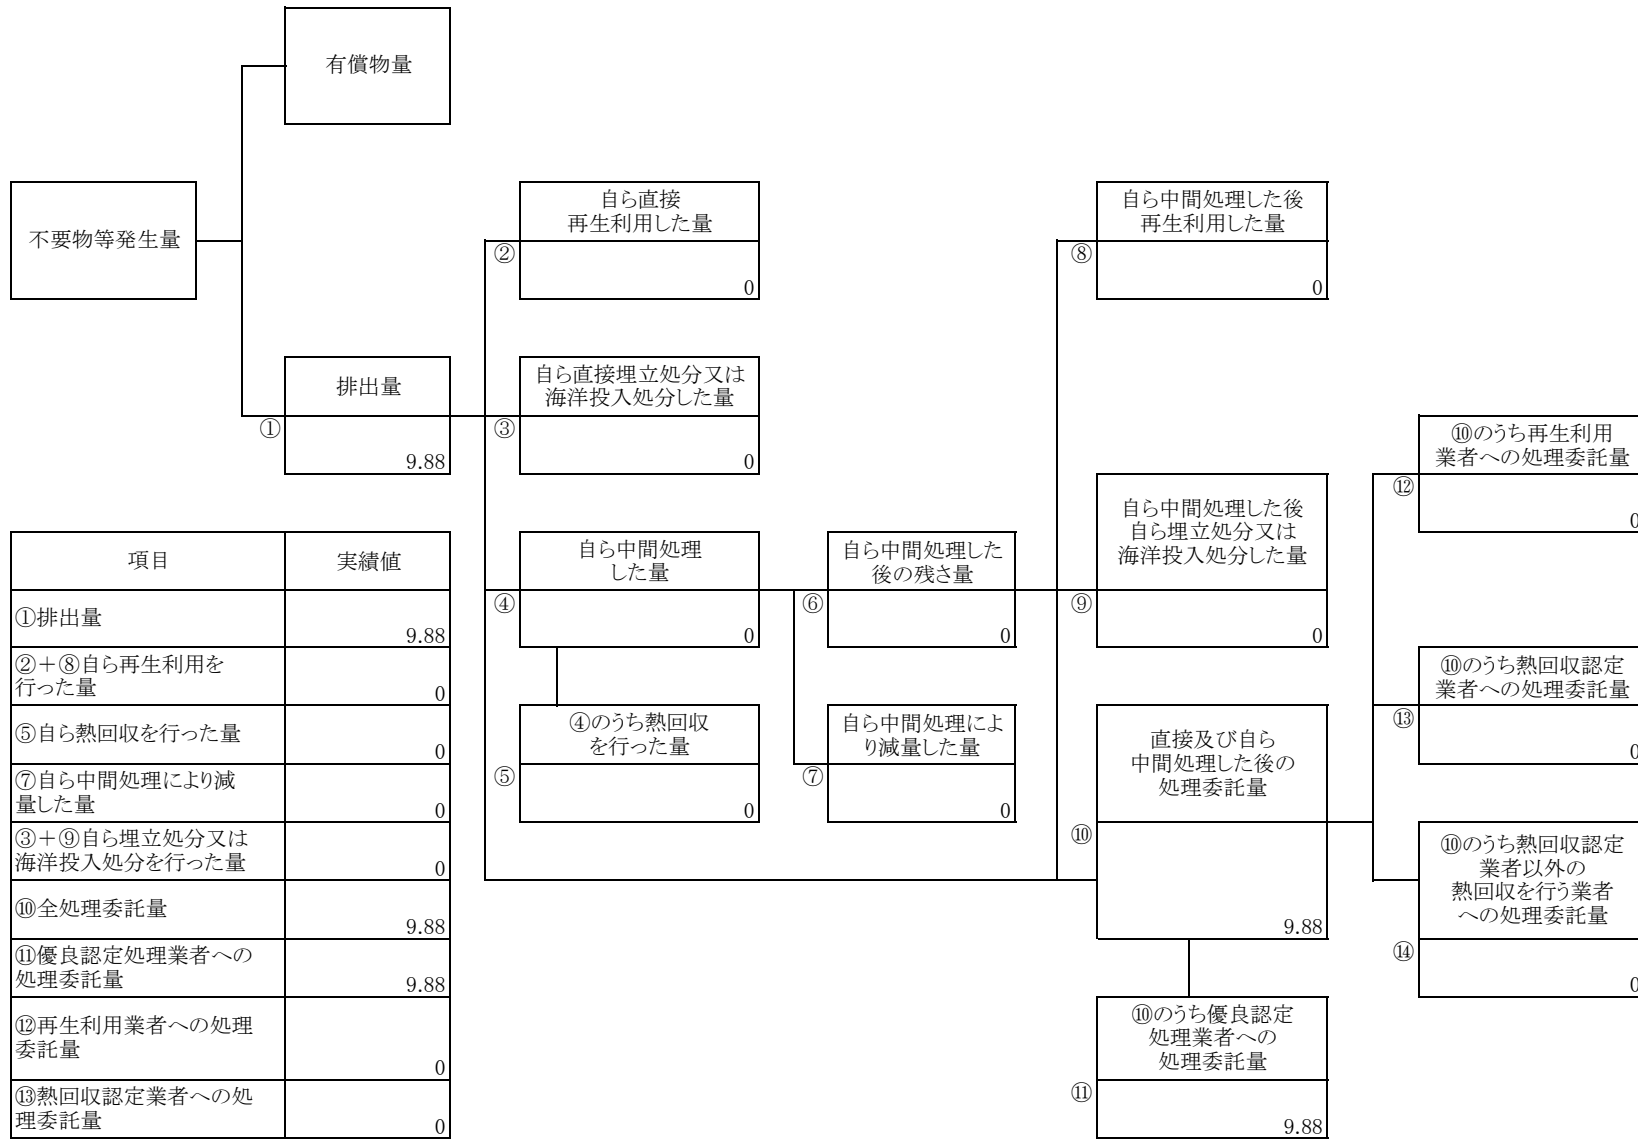 有償物量
不要物等発生量
自ら直接
再生利用した量
②
0
自ら中間処理した後
再生利用した量
⑧
0
排出量
①
9.88
自ら直接埋立処分又は
海洋投入処分した量
③
0
⑩のうち再生利用
業者への処理委託量
⑫
0
自ら中間処理
した量
④
0
自ら中間処理した
後の残さ量
⑥
0
自ら中間処理した後
自ら埋立処分又は
海洋投入処分した量
⑨
0
⑩のうち熱回収認定
業者への処理委託量
⑬
0
④のうち熱回収
を行った量
⑤
0
自ら中間処理によ
り減量した量
⑦
0
直接及び自ら
中間処理した後の
処理委託量
⑩
9.88
⑩のうち熱回収認定
業者以外の
熱回収を行う業者
への処理委託量
⑭
0
⑩のうち優良認定
処理業者への
処理委託量
⑪
9.88
項目 実績値
①排出量
9.88
②+⑧自ら再生利用を
行った量
0
⑤自ら熱回収を行った量
0
⑦自ら中間処理により減
量した量
0
③+⑨自ら埋立処分又は
海洋投入処分を行った量
0
⑩全処理委託量
9.88
⑪優良認定処理業者への
処理委託量
9.88
⑫再生利用業者への処理
委託量
0
⑬熱回収認定業者への処
理委託量
0